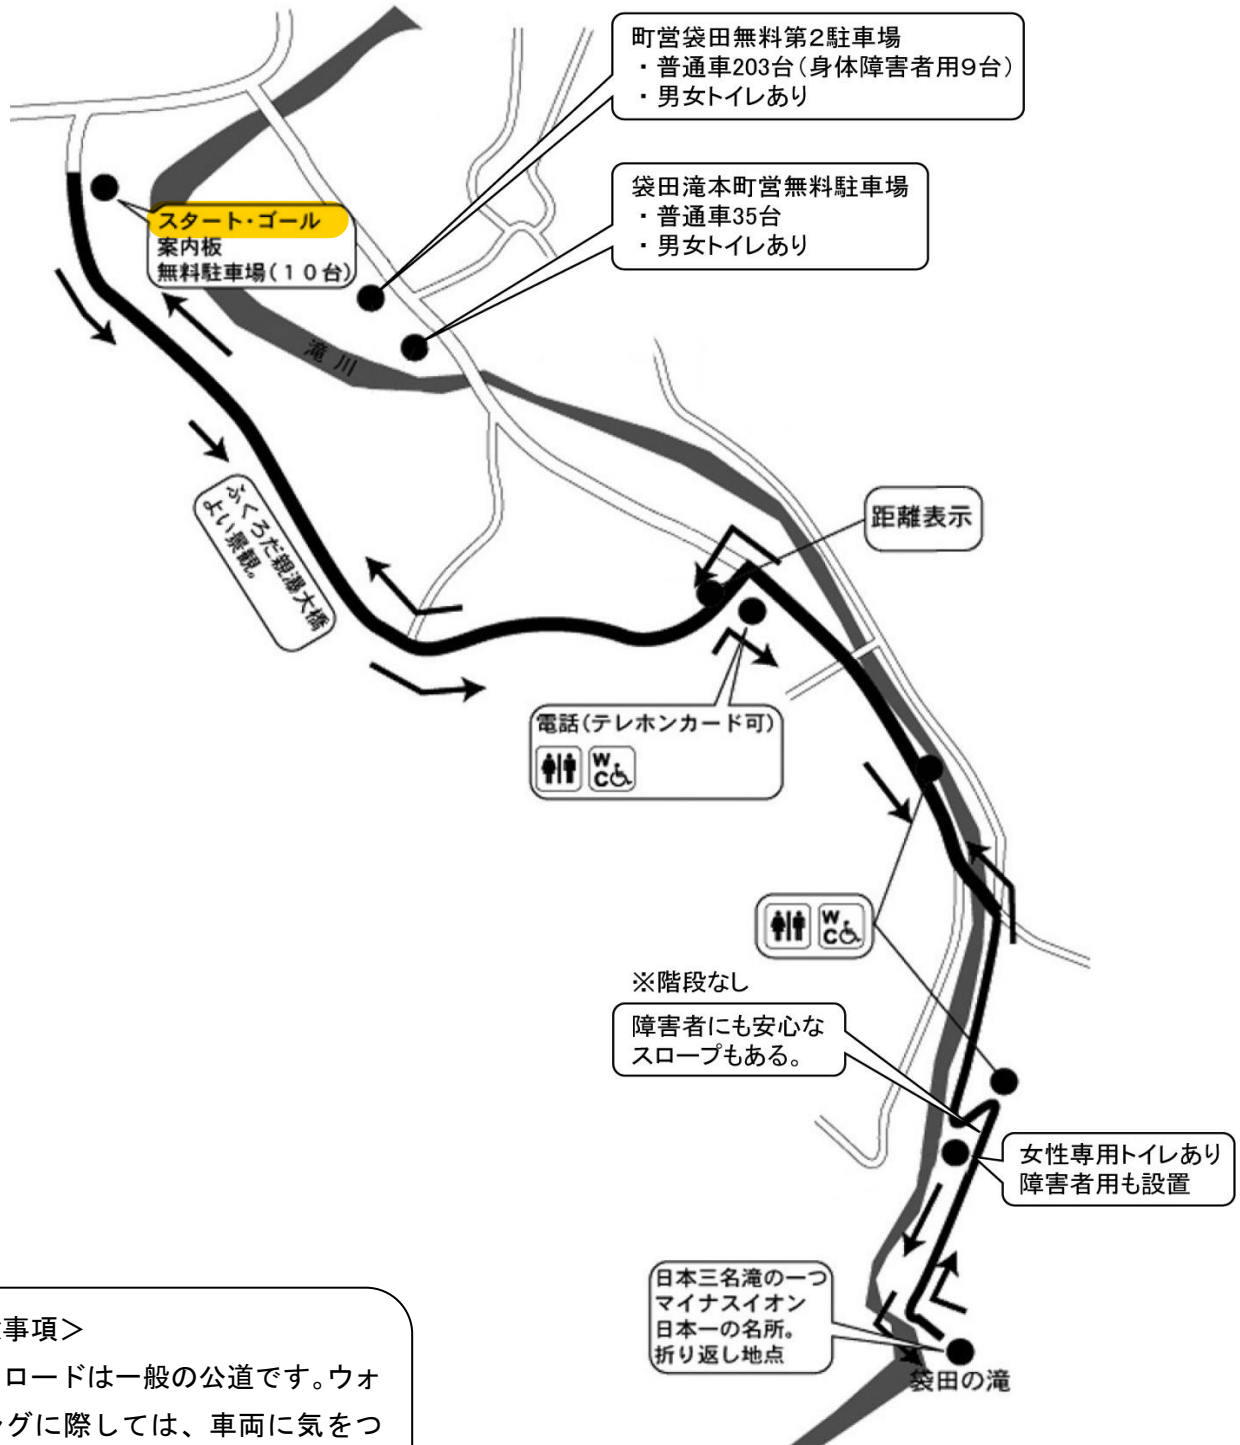 町営袋田無料第2駐車場
・普通車203台(身体障害者用9台)
・男女トイレあり
袋田滝本町営無料駐車場
・普通車35台
・男女トイレあり
スタート・ゴール
案内板
無料駐車場(10台)
滝川
ふくろだ親瀑大橋
よい景観。
距離表示
電話(テレホンカード可)
WC
WC
※階段なし
障害者にも安心な
スロープもある。
女性専用トイレあり
障害者用も設置
日本三名滝の一つ
マイナスイオン
日本一の名所。
折り返し地点
袋田の滝
事項>
ロードは一般の公道です。ウォ
グに際しては、車両に気をつ